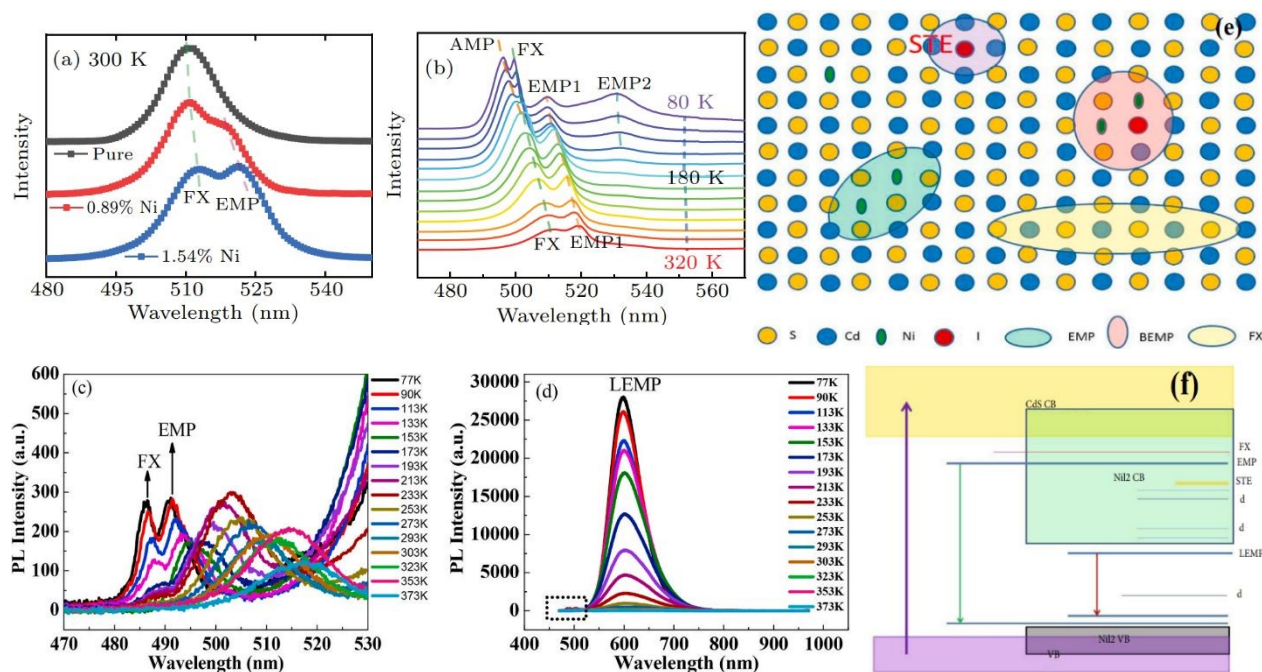 (a) 300 K
Intensity
Pure
0.89% Ni
1.54% Ni
FX
EMP
480 495 510 525 540
Wavelength (nm)
(b)
AMP
FX
EMP1
EMP2
80 K
180 K
320 K
FX
EMP1
Intensity
480 500 520 540 560
Wavelength (nm)
(e)
STE
S Cd Ni I EMP BEMP FX
(c)
FX
EMP
PL Intensity (a.u.)
600
500
400
300
200
100
0
470 480 490 500 510 520 530
Wavelength (nm)
77K
90K
113K
133K
153K
173K
193K
213K
233K
253K
273K
293K
303K
323K
353K
373K
(d)
LEMP
PL Intensity (a.u.)
30000
25000
20000
15000
10000
5000
0
400 500 600 700 800 900 1000
Wavelength (nm)
77K
90K
113K
133K
153K
173K
193K
213K
233K
253K
273K
293K
303K
323K
353K
373K
(f)
CdS CB
FX
EMP
NiI2 CB
STE
d
d
LEMP
d
NiI2 VB
VB